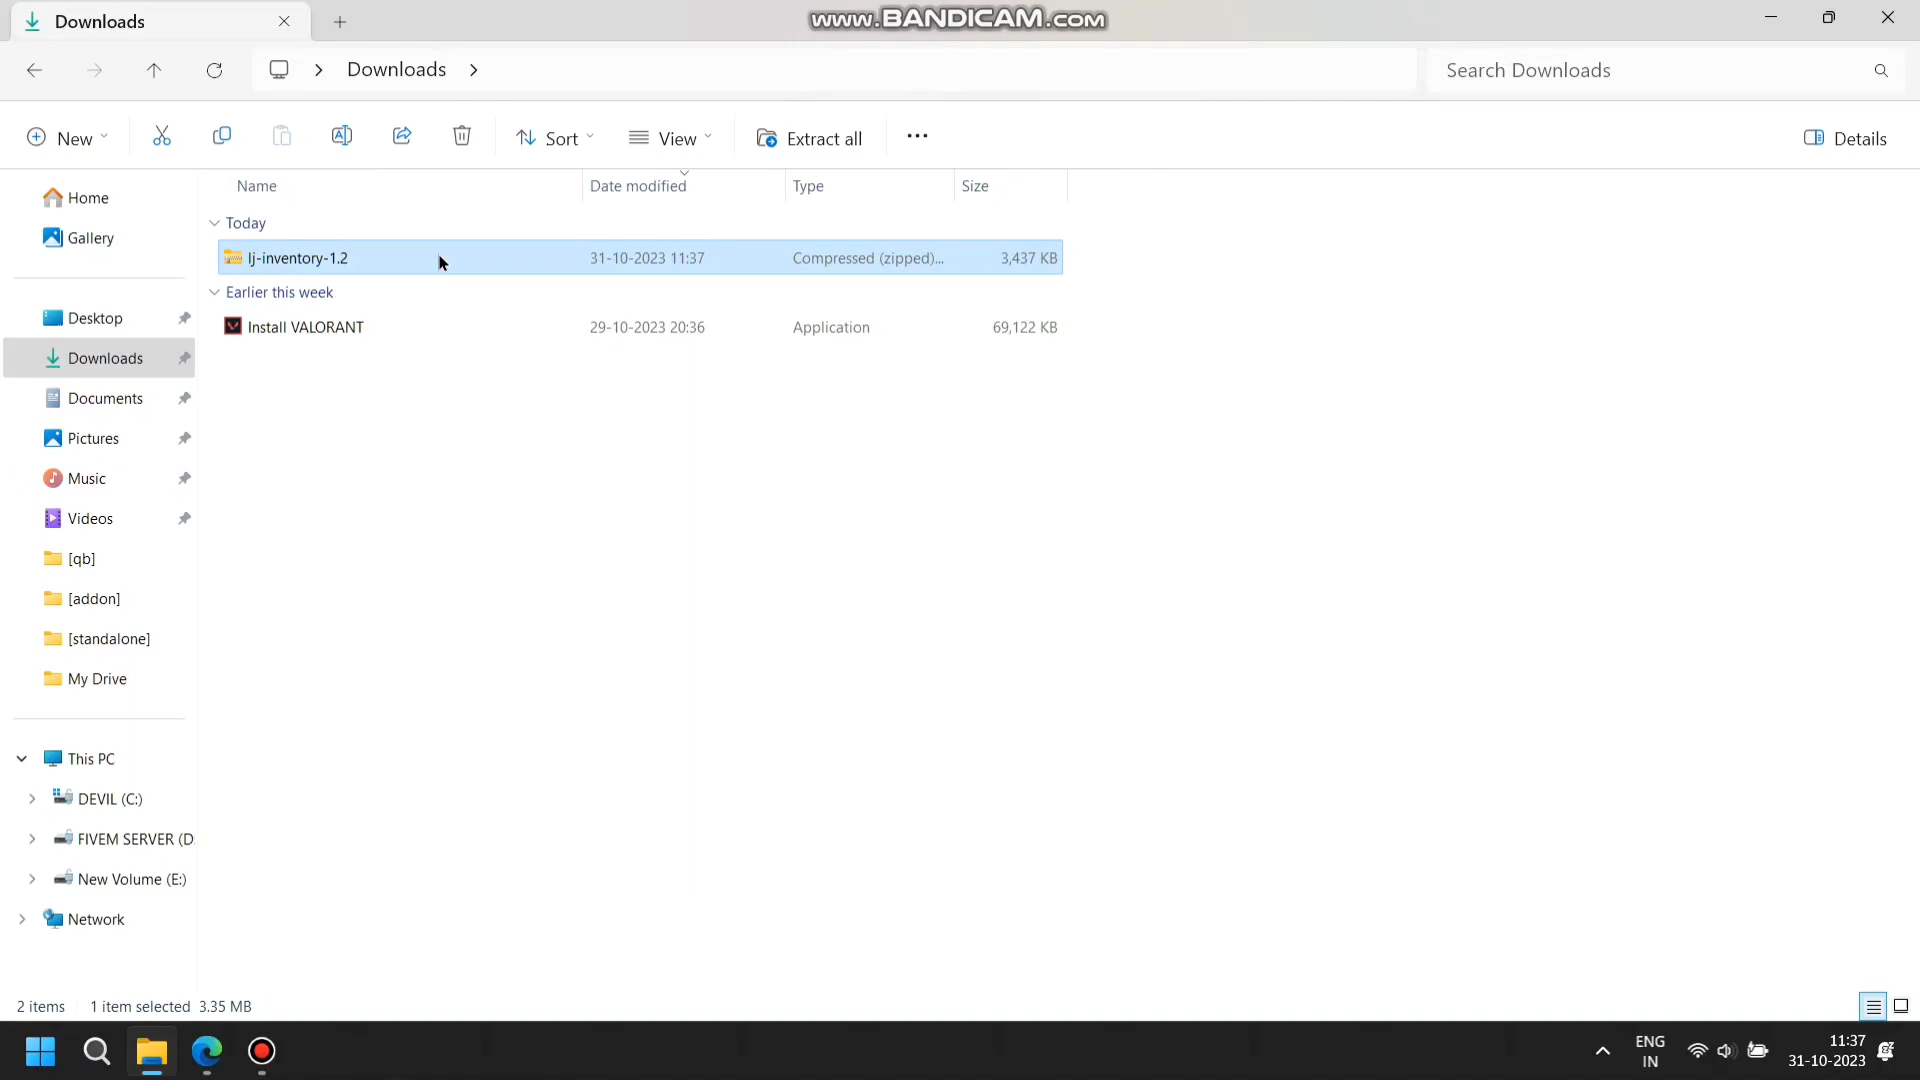 Downloads
www.BANDICAM.com
Downloads
Search Downloads
New
Sort
View
Extract all
Details
Name
Date modified
Type
Size
Home
Gallery
Desktop
Downloads
Documents
Pictures
Music
Videos
[qb]
[addon]
[standalone]
My Drive
This PC
DEVIL (C:)
FIVEM SERVER (D
New Volume (E:)
Network
Today
lj-inventory-1.2
31-10-2023 11:37
Compressed (zipped)...
3,437 KB
Earlier this week
Install VALORANT
29-10-2023 20:36
Application
69,122 KB
2 items
1 item selected 3.35 MB
ENG
IN
11:37
31-10-2023